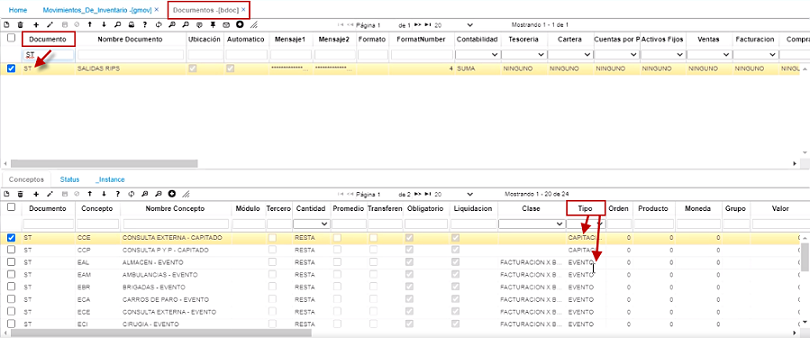 Home Movimientos_De_Inventario -[gmov] × Documentos -[bdoc] ×
Página 1 de 1 20 Mostrando 1 - 1 de 1
Documento Nombre Documento Ubicación Automatico Mensaje1 Mensaje2 Formato FormatNumber Contabilidad Tesoreria Cartera Cuentas por P Activos Fijos Ventas Facturacion Compra
ST
ST SALIDAS RIPS 4 SUMA NINGUNO NINGUNO NINGUNO NINGUNO NINGUNO NINGUNO
Conceptos Status _Instance
Página 1 de 2 20 Mostrando 1 - 20 de 24
Documento Concepto Nombre Concepto Módulo Tercero Cantidad Promedio Transferen Obligatorio Liquidacion Clase Tipo Orden Producto Moneda Grupo Valor
ST CCE CONSULTA EXTERNA - CAPITADO RESTA CAPITACI... 0 0 0
ST CCP CONSULTA P Y P - CAPITADO RESTA 0 0 0
ST EAL ALMACEN - EVENTO RESTA FACTURACION X B... EVENTO 0 0 0
ST EAM AMBULANCIAS - EVENTO RESTA FACTURACION X B... EVENTO 0 0 0
ST EBR BRIGADAS - EVENTO RESTA FACTURACION X B... EVENTO 0 0 0
ST ECA CARROS DE PARO - EVENTO RESTA FACTURACION X B... EVENTO 0 0 0
ST ECE CONSULTA EXTERNA - EVENTO RESTA FACTURACION X B... EVENTO 0 0 0
ST ECI CIRUGIA - EVENTO RESTA FACTURACION X B... EVENTO 0 0 0